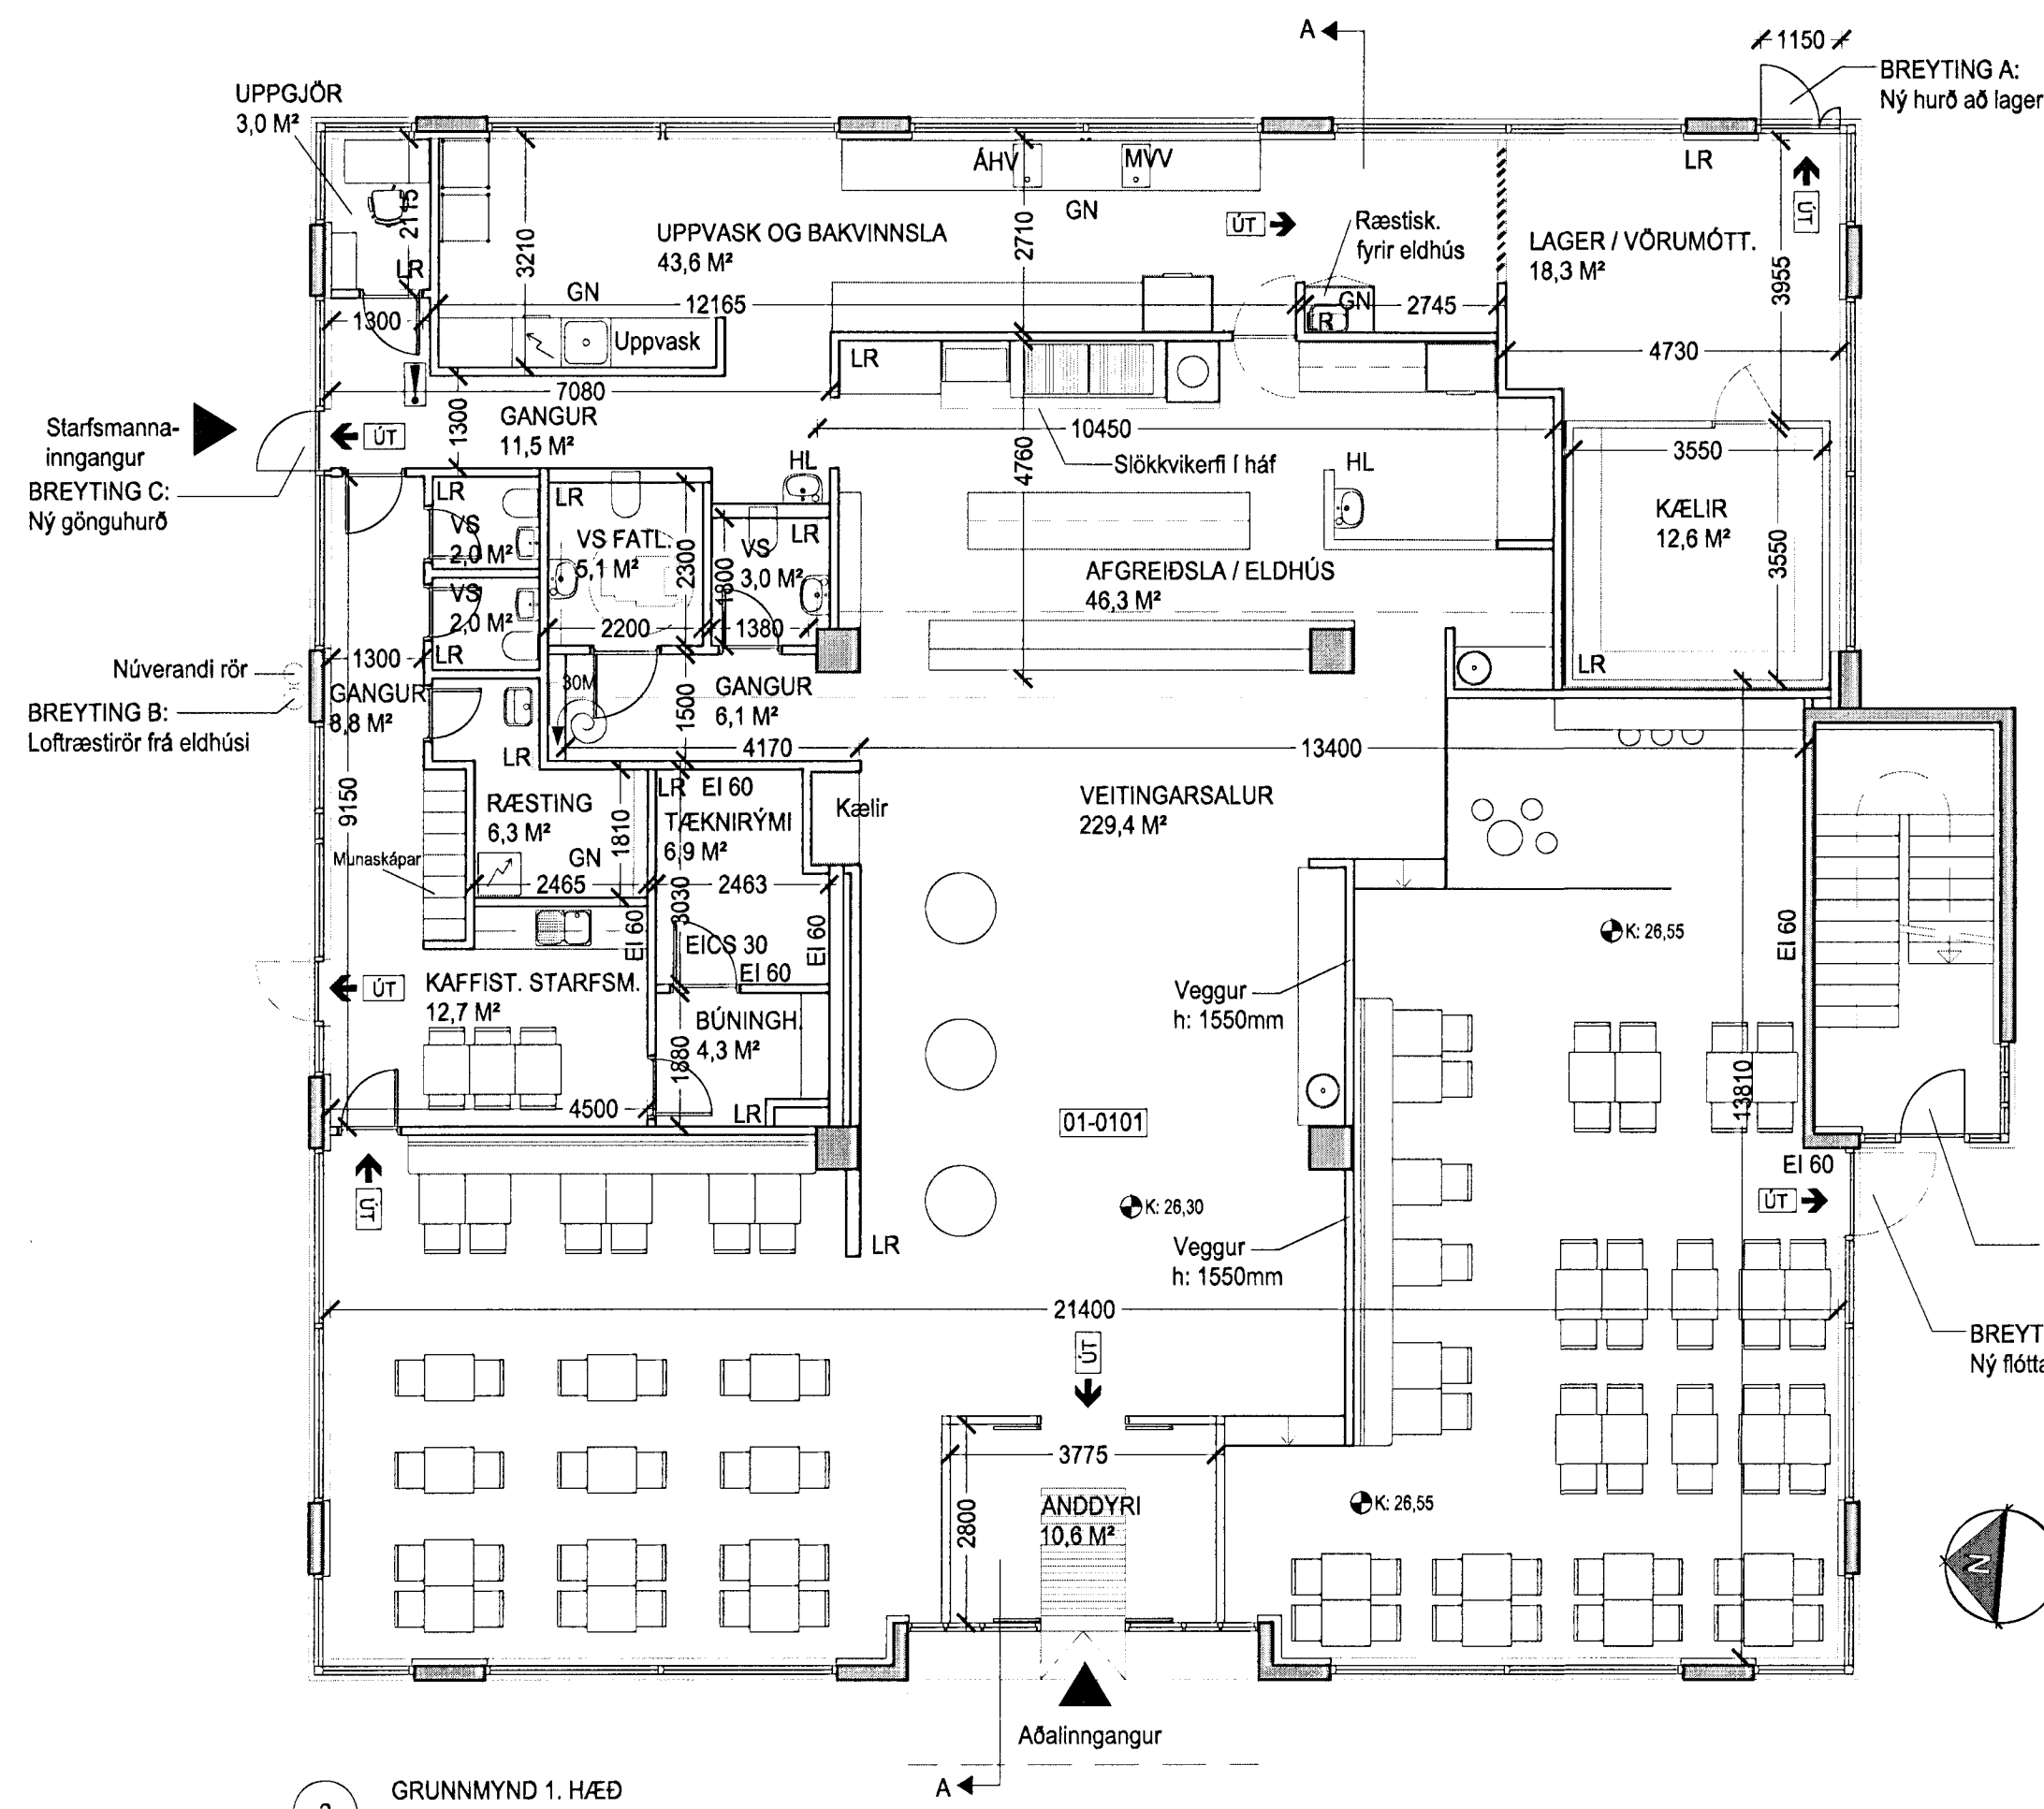 A
1150
BREYTING A:
Ný hurð að lager
UPPGJÖR
3,0 M²
ÁHV
MVV
LR
GN
ÚT
ÚT
2115
3210
UPPVASK OG BAKVINNSLA
43,6 M²
2710
Ræstisk.
fyrir eldhús
LAGER / VÖRUMÓTT.
18,3 M²
3955
LR
GN
12165
GN
LR
2745
1300
Uppvask
LR
4730
7080
Starfsmanna-
inngangur
BREYTING C:
Ný gönguhurð
ÚT
1300
GANGUR
11,5 M²
10450
4760
Slökkvikerfi í háf
HL
HL
3550
KÆLIR
12,6 M²
3550
LR
LR
VS
2,0 M²
LR
VS FATL.
5,1 M²
2300
1800
LR
VS
3,0 M²
AFGREIÐSLA / ELDHÚS
46,3 M²
VS
2,0 M²
LR
2200
1380
Núverandi rör
BREYTING B:
Loftræstirör frá eldhúsi
1300
GANGUR
8,8 M²
30M
1500
GANGUR
6,1 M²
LR
4170
13400
9150
RÆSTING
6,3 M²
1810
LR
EI 60
TÆKNIRÝMI
6,9 M²
Kælir
VEITINGARSALUR
229,4 M²
Munaskápar
GN
2465
2463
3030
EI 60
EICS 30
EI 60
EI 60
EI 60
K: 26,55
ÚT
KAFFIST. STARFSM.
12,7 M²
BÚNINGH.
4,3 M²
1880
Veggur
h: 1550mm
13810
4500
LR
01-0101
EI 60
ÚT
ÚT
K: 26,30
LR
Veggur
h: 1550mm
21400
BREYT
Ný flótta
ÚT
3775
2800
ANDDYRI
10,6 M²
K: 26,55
N
Aðalinngangur
A
GRUNNMYND 1. HÆÐ